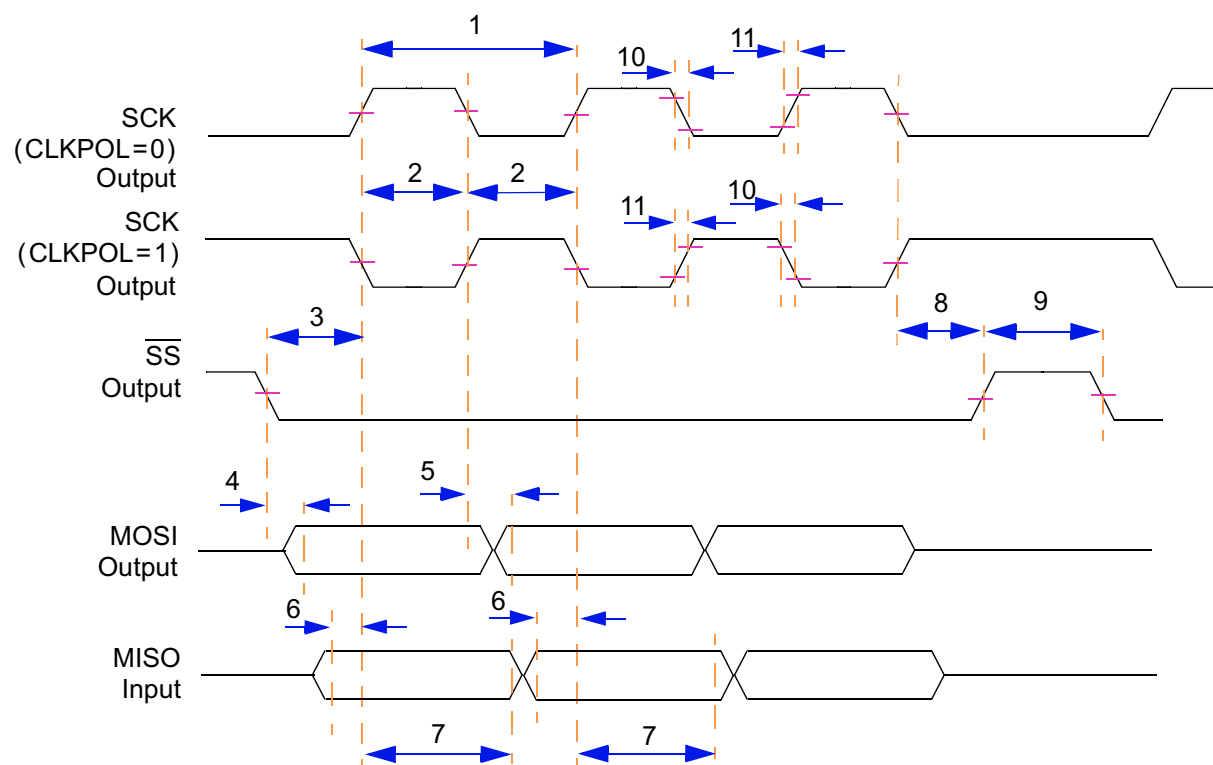 1
10
11
SCK
(CLKPOL=0)
Output
2
2
SCK
(CLKPOL=1)
Output
11
10
3
8
9
SS
Output
4
5
MOSI
Output
6
6
MISO
Input
7
7